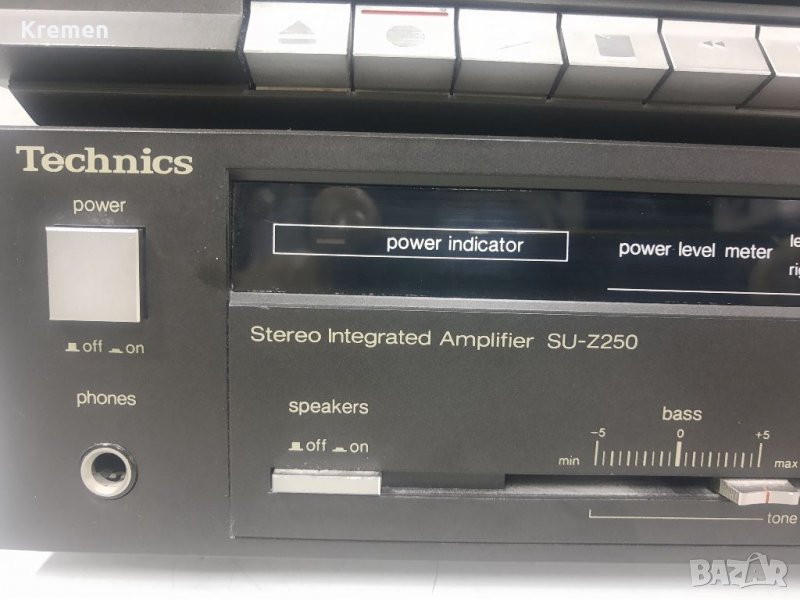 Kremen
Technics
power
power indicator
power level meter
off on
Stereo Integrated Amplifier SU-Z250
phones
speakers
off on
bass
-5 0 +5
min max
tone
BAZAR